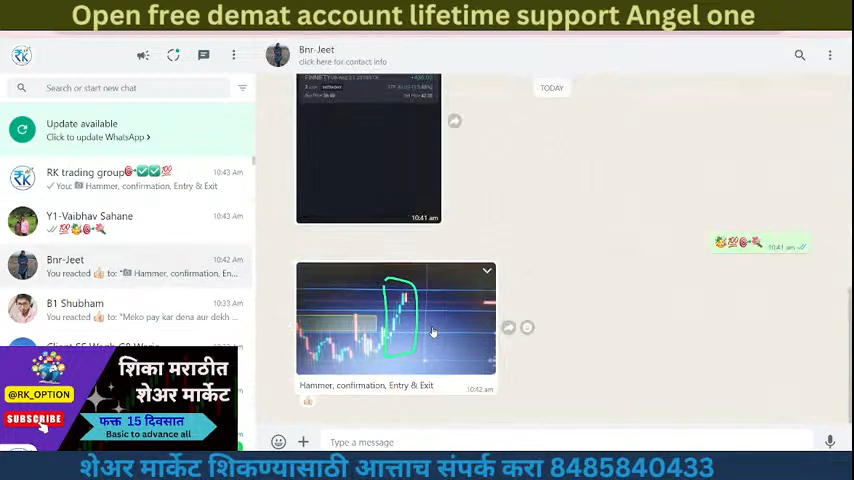 Open free demat account lifetime support Angel one
Bnr-Jeet
click here for contact info
Search or start new chat
TODAY
Update available
Click to update WhatsApp
10:41 am
RK trading group 10:43 Am
You: Hammer, confirmation, Entry & Exit
Y1-Vaibhav Sahane 10:43 Am
10:41 am
Bnr-Jeet 10:42 Am
You reacted to: "Hammer, confirmation, En...
B1 Shubham 10:33 Am
You reacted to: "Meko pay kar dena aur dekh ...
Hammer, confirmation, Entry & Exit
10:42 am
शिका मराठीत
शेअर मार्केट
@RK_OPTION
SUBSCRIBE
फक्त 15 दिवसात
Basic to advance all
Type a message
शेअर मार्केट शिकण्यासाठी आत्ताच संपर्क करा 8485840433